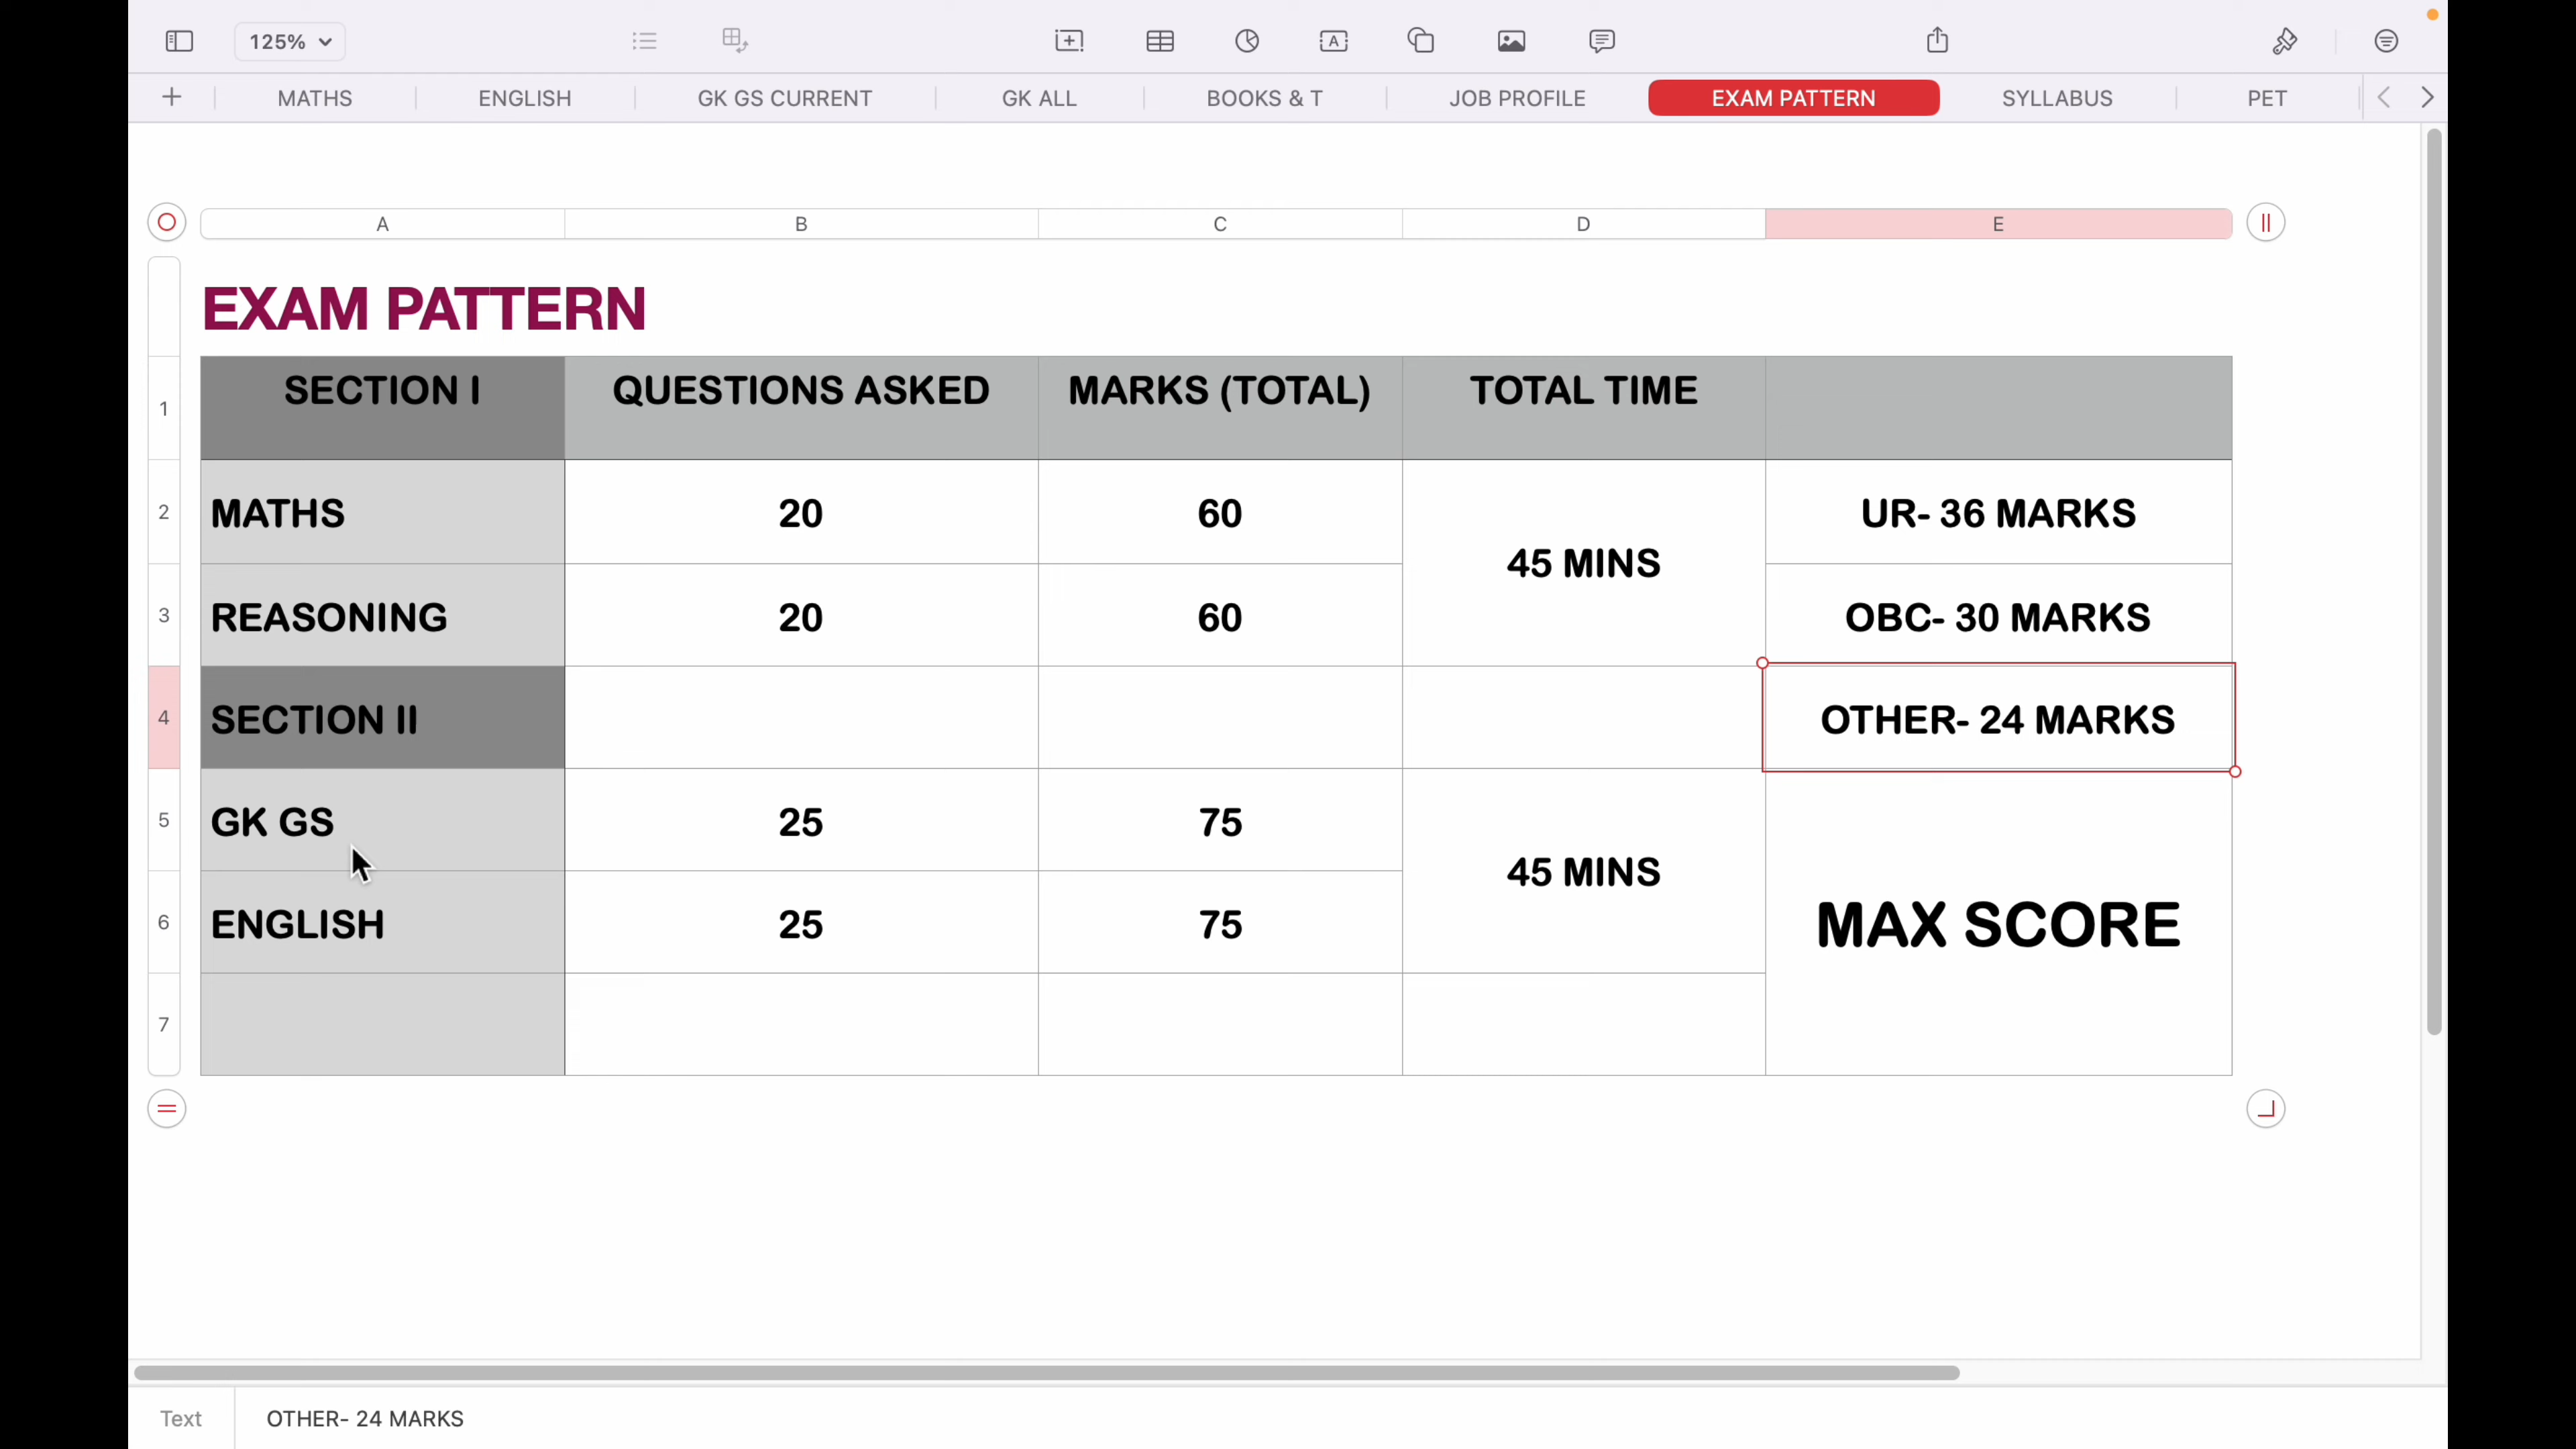 125%
MATHS ENGLISH GK GS CURRENT GK ALL BOOKS & T JOB PROFILE EXAM PATTERN SYLLABUS PET
A B C D E
EXAM PATTERN
1 SECTION I QUESTIONS ASKED MARKS (TOTAL) TOTAL TIME
2 MATHS 20 60 UR- 36 MARKS
45 MINS
3 REASONING 20 60 OBC- 30 MARKS
4 SECTION II OTHER- 24 MARKS
5 GK GS 25 75
45 MINS
6 ENGLISH 25 75 MAX SCORE
7
Text OTHER- 24 MARKS